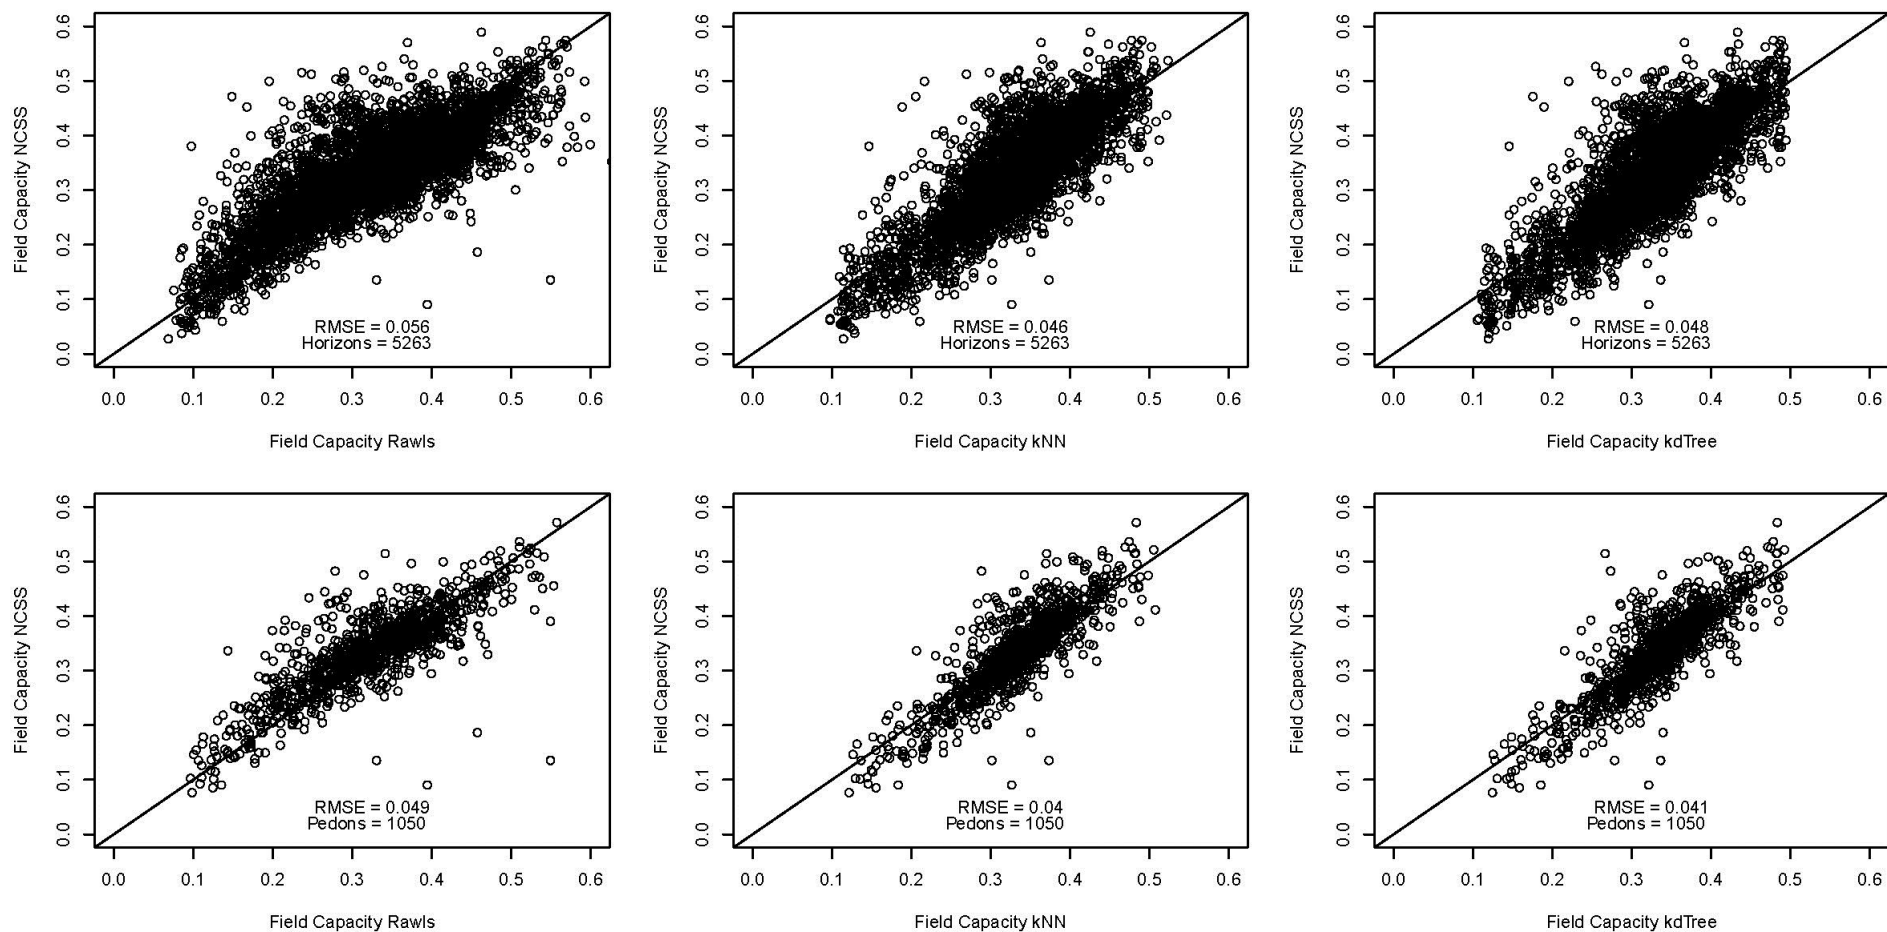 0.0 0.1 0.2 0.3 0.4 0.5 0.6
Field Capacity NCSS
RMSE = 0.056
Horizons = 5263
0.0 0.1 0.2 0.3 0.4 0.5 0.6
Field Capacity Rawls
0.0 0.1 0.2 0.3 0.4 0.5 0.6
Field Capacity NCSS
RMSE = 0.046
Horizons = 5263
0.0 0.1 0.2 0.3 0.4 0.5 0.6
Field Capacity kNN
0.0 0.1 0.2 0.3 0.4 0.5 0.6
Field Capacity NCSS
RMSE = 0.048
Horizons = 5263
0.0 0.1 0.2 0.3 0.4 0.5 0.6
Field Capacity kdTree
0.0 0.1 0.2 0.3 0.4 0.5 0.6
Field Capacity NCSS
RMSE = 0.049
Pedons = 1050
0.0 0.1 0.2 0.3 0.4 0.5 0.6
Field Capacity Rawls
0.0 0.1 0.2 0.3 0.4 0.5 0.6
Field Capacity NCSS
RMSE = 0.04
Pedons = 1050
0.0 0.1 0.2 0.3 0.4 0.5 0.6
Field Capacity kNN
0.0 0.1 0.2 0.3 0.4 0.5 0.6
Field Capacity NCSS
RMSE = 0.041
Pedons = 1050
0.0 0.1 0.2 0.3 0.4 0.5 0.6
Field Capacity kdTree